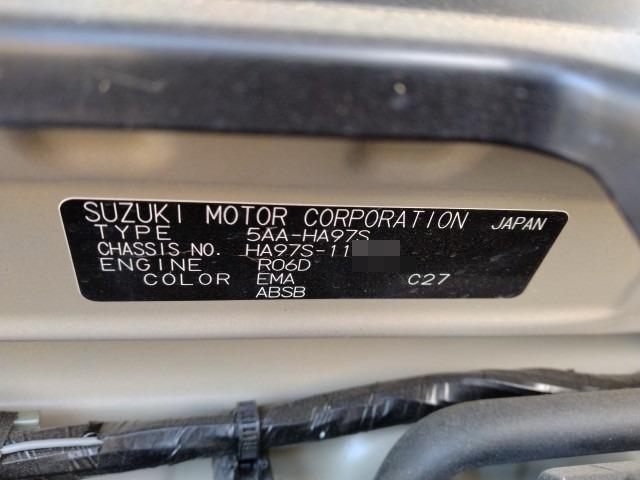 SUZUKI MOTOR CORPORATION JAPAN
TYPE 5AA-HA97S
CHASSIS NO. HA97S-11
ENGINE R06D
COLOR EMA C27
ABSB